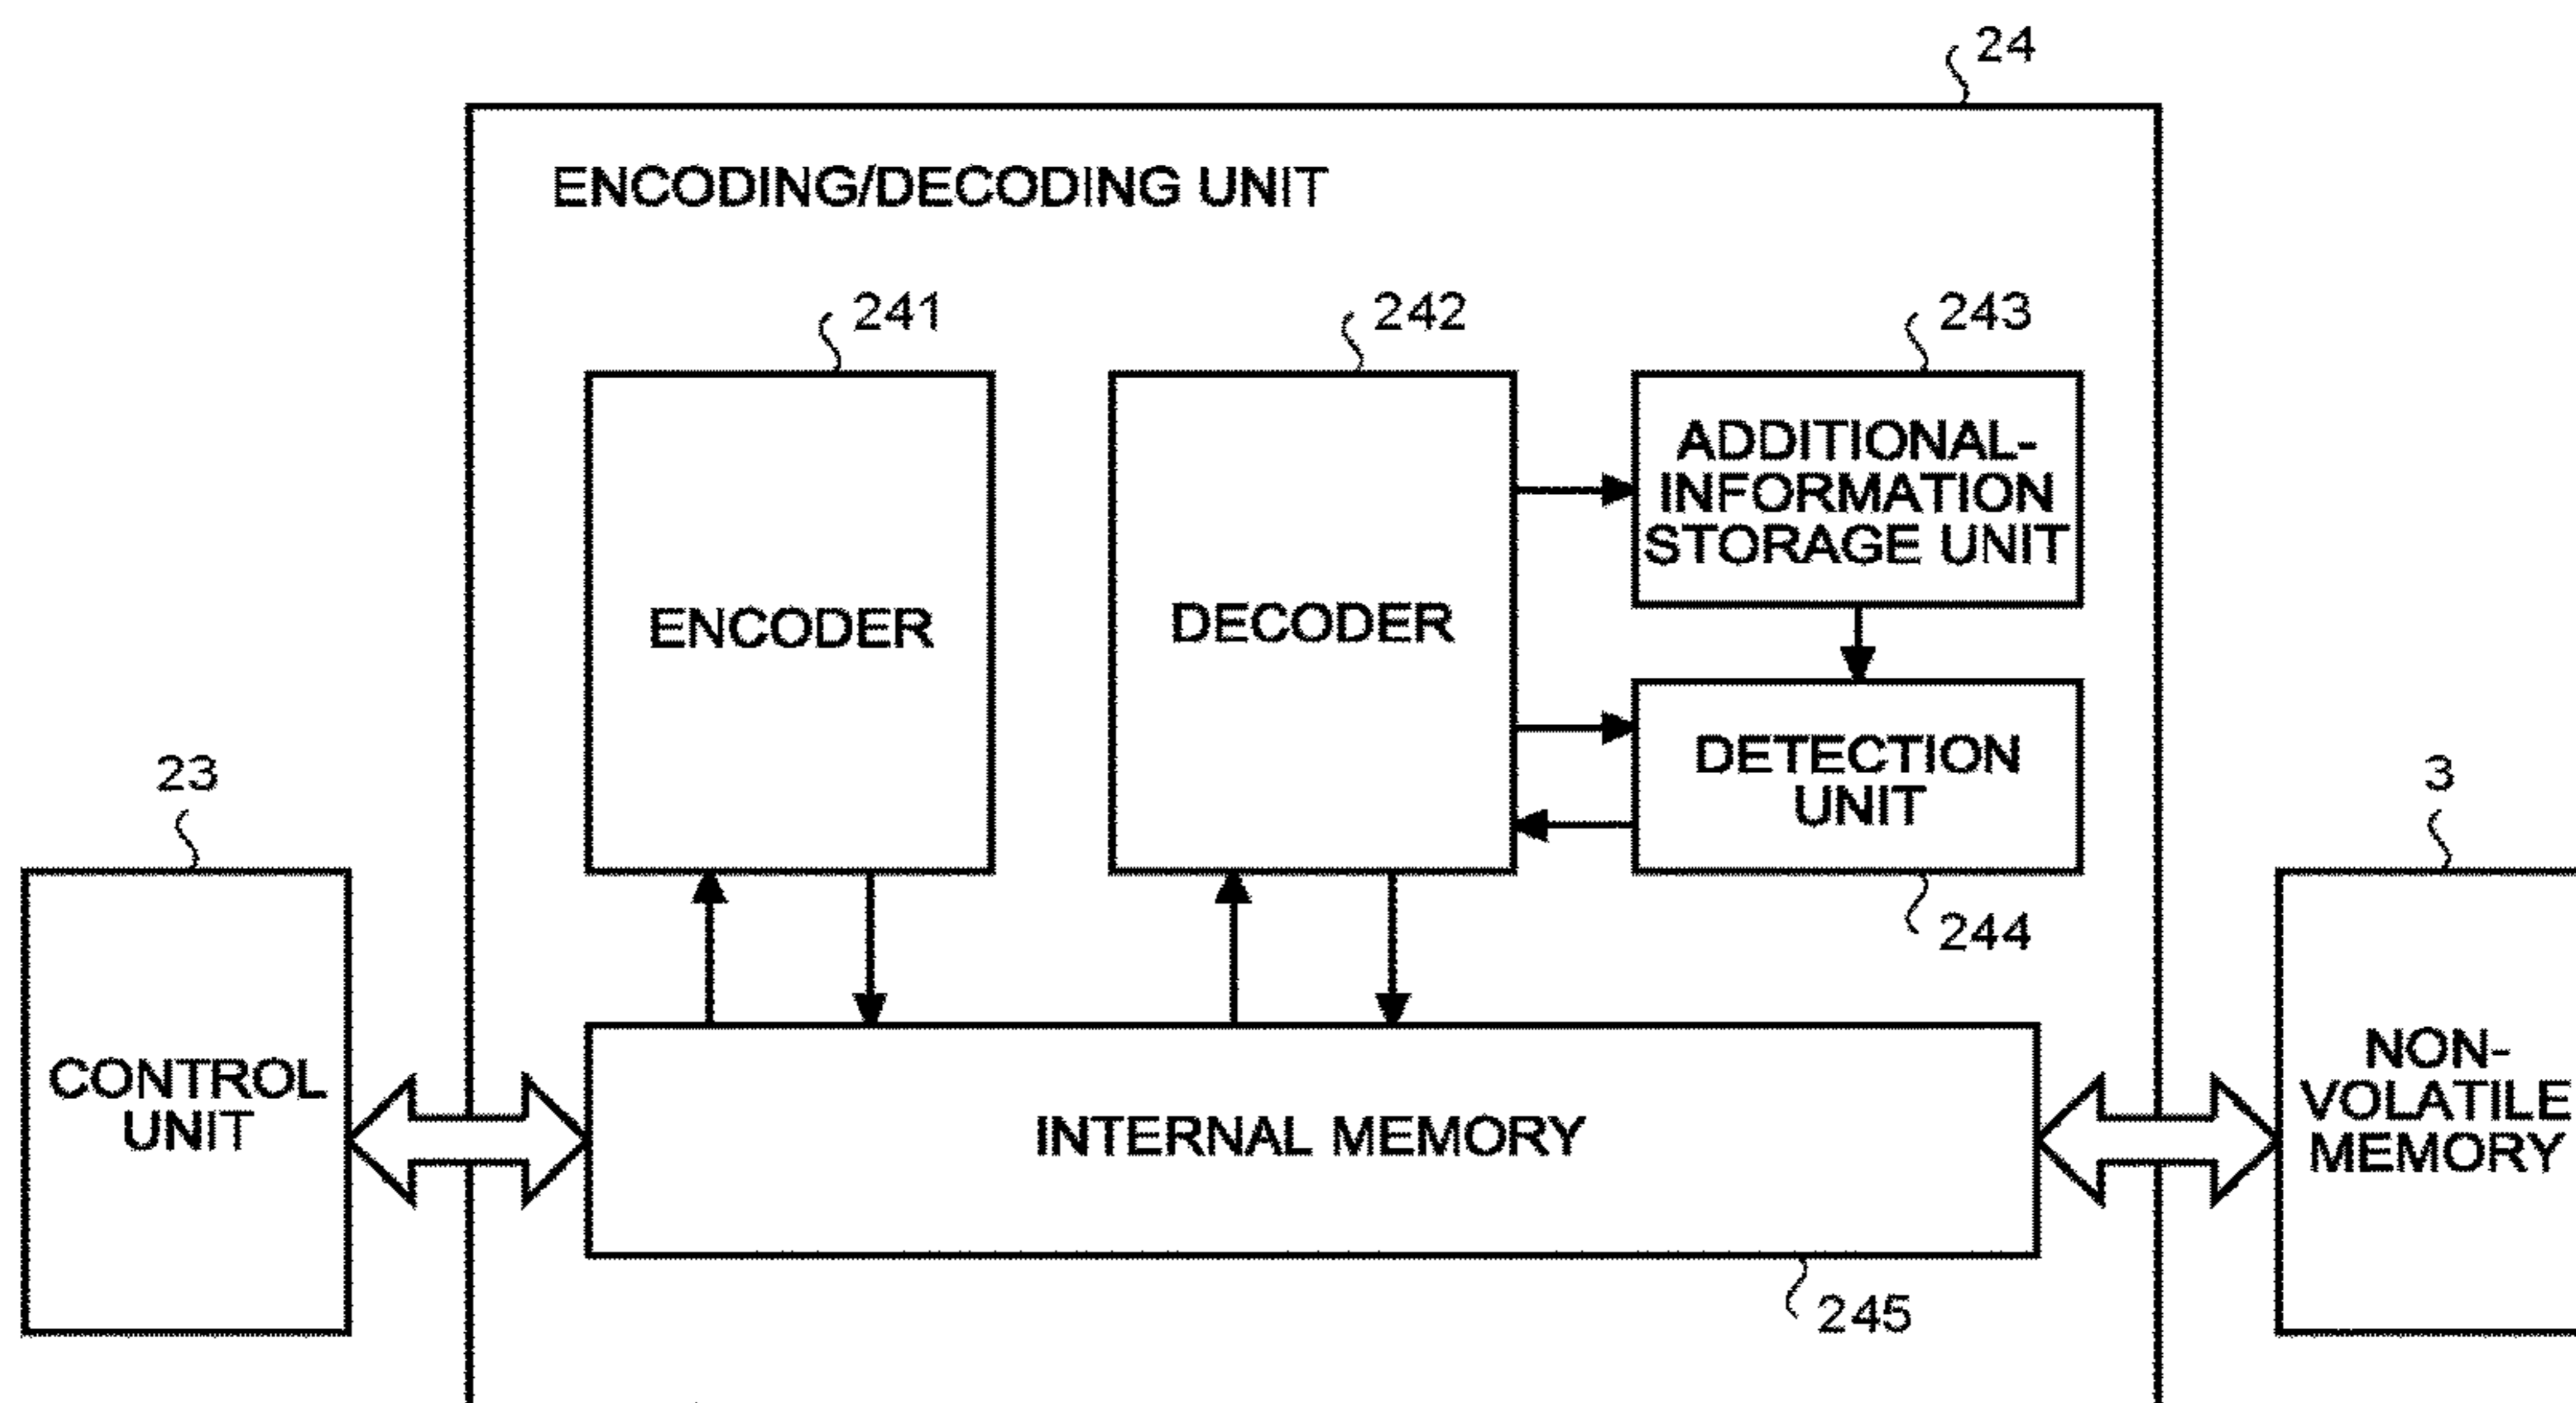 24
ENCODING/DECODING UNIT
241
242
243
ENCODER
DECODER
ADDITIONAL-
INFORMATION
STORAGE UNIT
DETECTION
UNIT
244
23
CONTROL
UNIT
INTERNAL MEMORY
245
3
NON-
VOLATILE
MEMORY